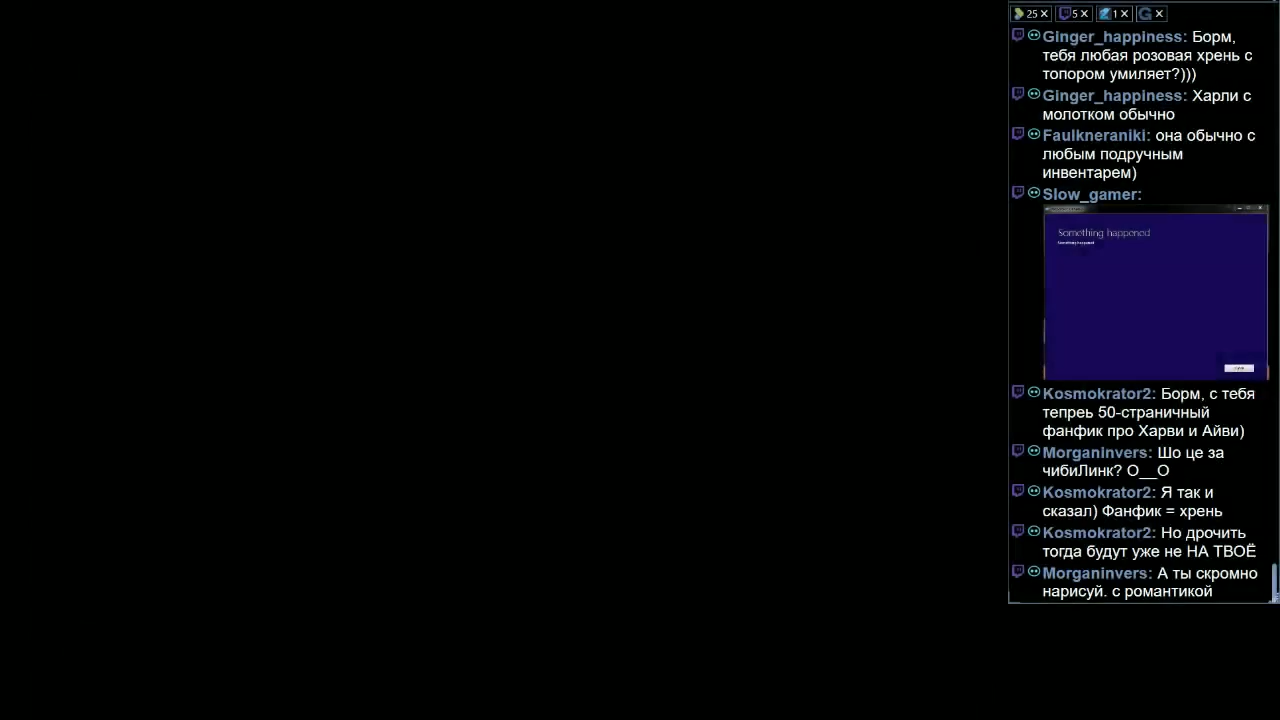 25 × 5 × 1 × G ×
Ginger_happiness: Борм,
тебя любая розовая хрень с
топором умиляет?)))
Ginger_happiness: Харли с
молотком обычно
Faulkneraniki: она обычно с
любым подручным
инвентарем)
Slow_gamer:
Something happened
Something happened
Kosmokrator2: Борм, с тебя
тепреь 50-страничный
фанфик про Харви и Айви)
Morganinvers: Шо це за
чибиЛинк? О__О
Kosmokrator2: Я так и
сказал) Фанфик = хрень
Kosmokrator2: Но дрочить
тогда будут уже не НА ТВОЁ
Morganinvers: А ты скромно
нарисуй. с романтикой